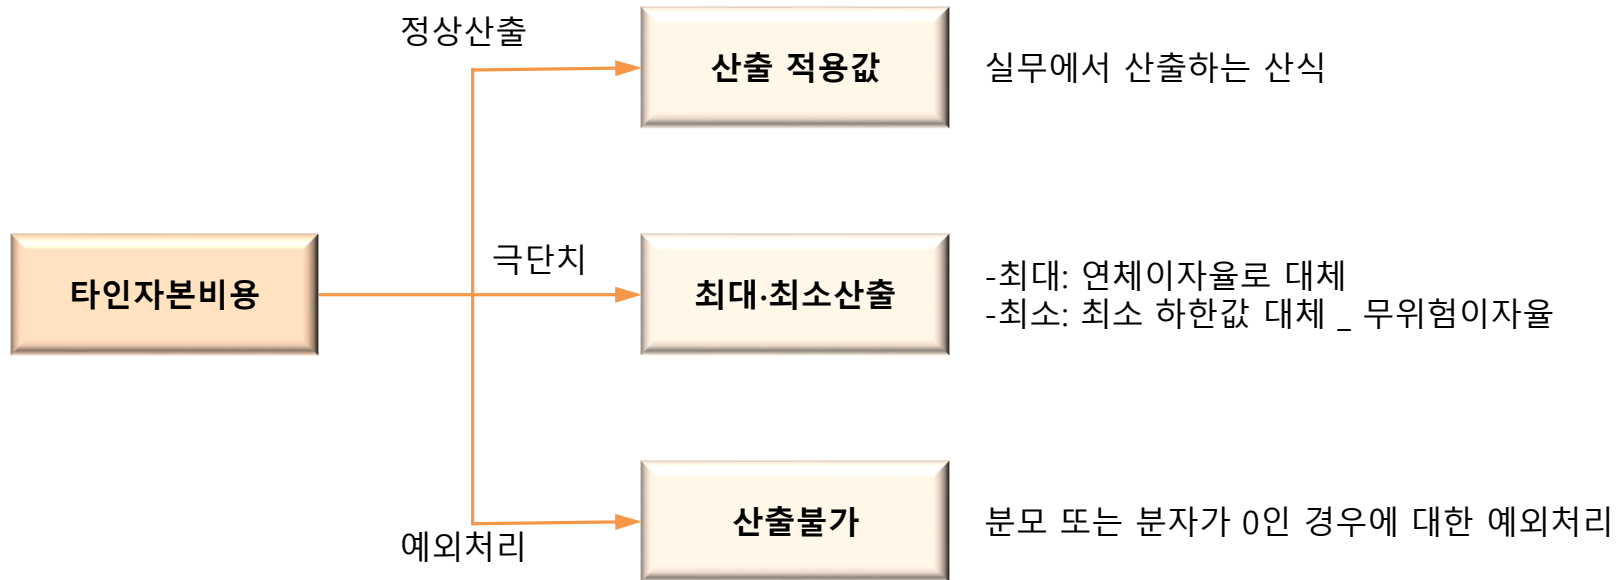 정상산출
산출 적용값
실무에서 산출하는 산식
타인자본비용
극단치
최대·최소산출
-최대: 연체이자율로 대체
-최소: 최소 하한값 대체 _ 무위험이자율
예외처리
산출불가
분모 또는 분자가 0인 경우에 대한 예외처리